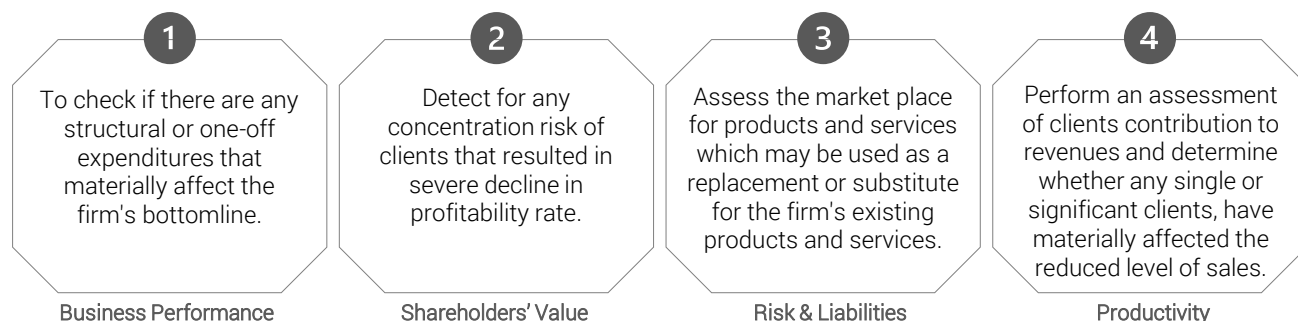 1
To check if there are any
structural or one-off
expenditures that
materially affect the
firm's bottomline.
Business Performance
2
Detect for any
concentration risk of
clients that resulted in
severe decline in
profitability rate.
Shareholders' Value
3
Assess the market place
for products and services
which may be used as a
replacement or substitute
for the firm's existing
products and services.
Risk & Liabilities
4
Perform an assessment
of clients contribution to
revenues and determine
whether any single or
significant clients, have
materially affected the
reduced level of sales.
Productivity